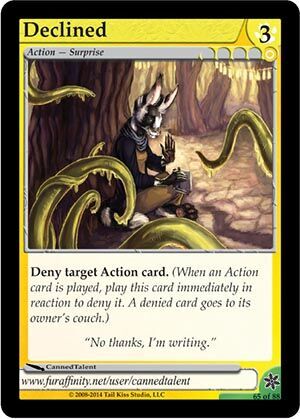 Declined
3
Action — Surprise
Deny target Action card. (When an Action
card is played, play this card immediately in
reaction to deny it. A denied card goes to its
owner's couch.)
"No thanks, I'm writing."
CannedTalent
www.furaffinity.net/user/cannedtalent
65 of 88
© 2008-2014 Tail Kiss Studio, LLC